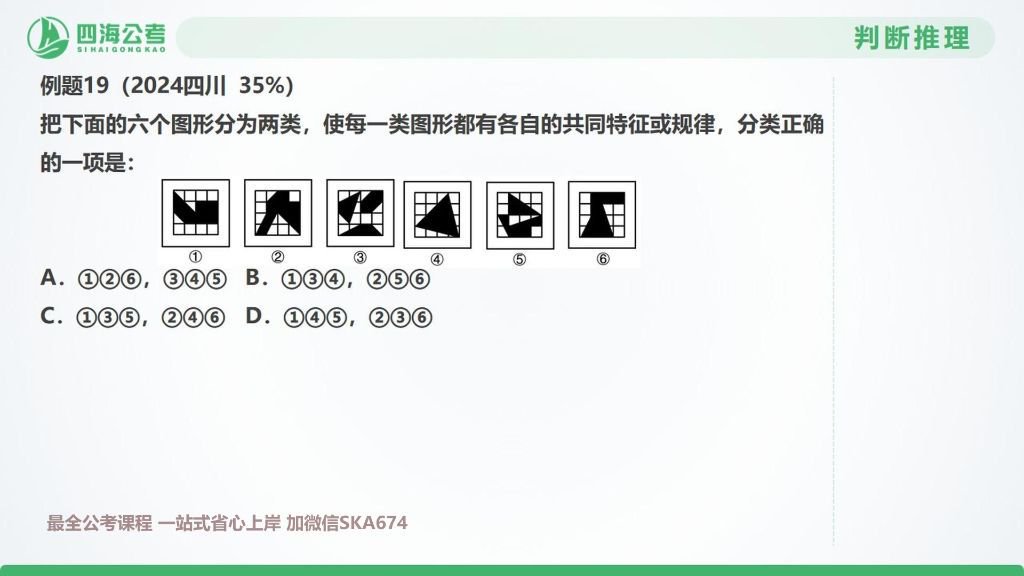 四海公考
SIHAIGONGKAO
判断推理
例题19（2024四川 35%）
把下面的六个图形分为两类，使每一类图形都有各自的共同特征或规律，分类正确
的一项是：
① ② ③ ④ ⑤ ⑥
A．①②⑥，③④⑤ B．①③④，②⑤⑥
C．①③⑤，②④⑥ D．①④⑤，②③⑥
最全公考课程 一站式省心上岸 加微信SKA674